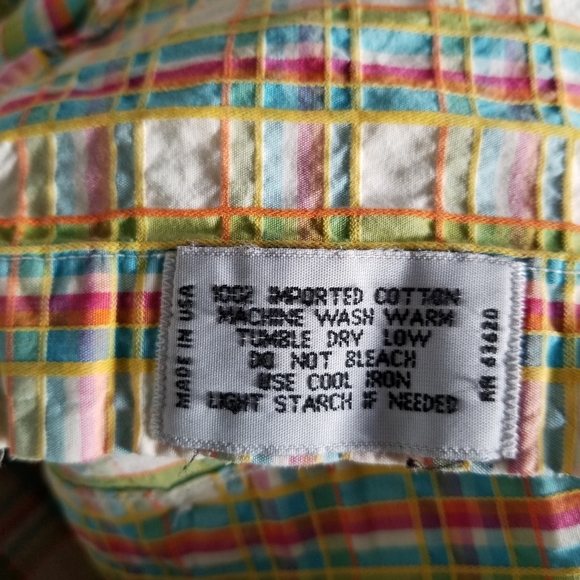 MADE IN USA
100% IMPORTED COTTON
MACHINE WASH WARM
TUMBLE DRY LOW
DO NOT BLEACH
USE COOL IRON
LIGHT STARCH IF NEEDED
RN 61620